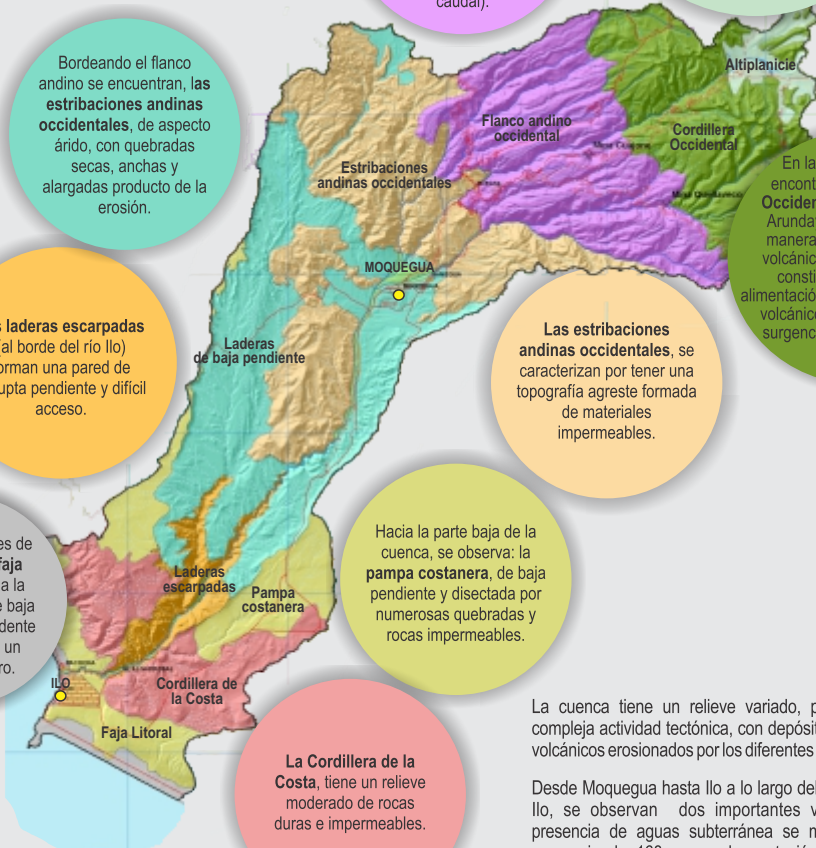 caudal).
Bordeando el flanco
andino se encuentran, las
estribaciones andinas
occidentales, de aspecto
árido, con quebradas
secas, anchas y
alargadas producto de la
erosión.
Altiplanicie
Flanco andino
occidental
Cordillera
Occidental
Estribaciones
andinas occidentales
En la
encont
Occiden
Arunda
manera
volcánic
consti
alimentació
volcánico
surgenc
MOQUEGUA
laderas escarpadas
(al borde del río Ilo)
orman una pared de
upta pendiente y difícil
acceso.
Laderas
de baja pendiente
Las estribaciones
andinas occidentales, se
caracterizan por tener una
topografía agreste formada
de materiales
impermeables.
Hacia la parte baja de la
cuenca, se observa: la
pampa costanera, de baja
pendiente y disectada por
numerosas quebradas y
rocas impermeables.
es de
faja
a la
baja
dente
un
ro.
Laderas
escarpadas
Pampa
costanera
ILO
Cordillera de
la Costa
Faja Litoral
La Cordillera de la
Costa, tiene un relieve
moderado de rocas
duras e impermeables.
La cuenca tiene un relieve variado, p
compleja actividad tectónica, con depósit
volcánicos erosionados por los diferentes
Desde Moquegua hasta Ilo a lo largo del
Ilo, se observan dos importantes v
presencia de aguas subterránea se m